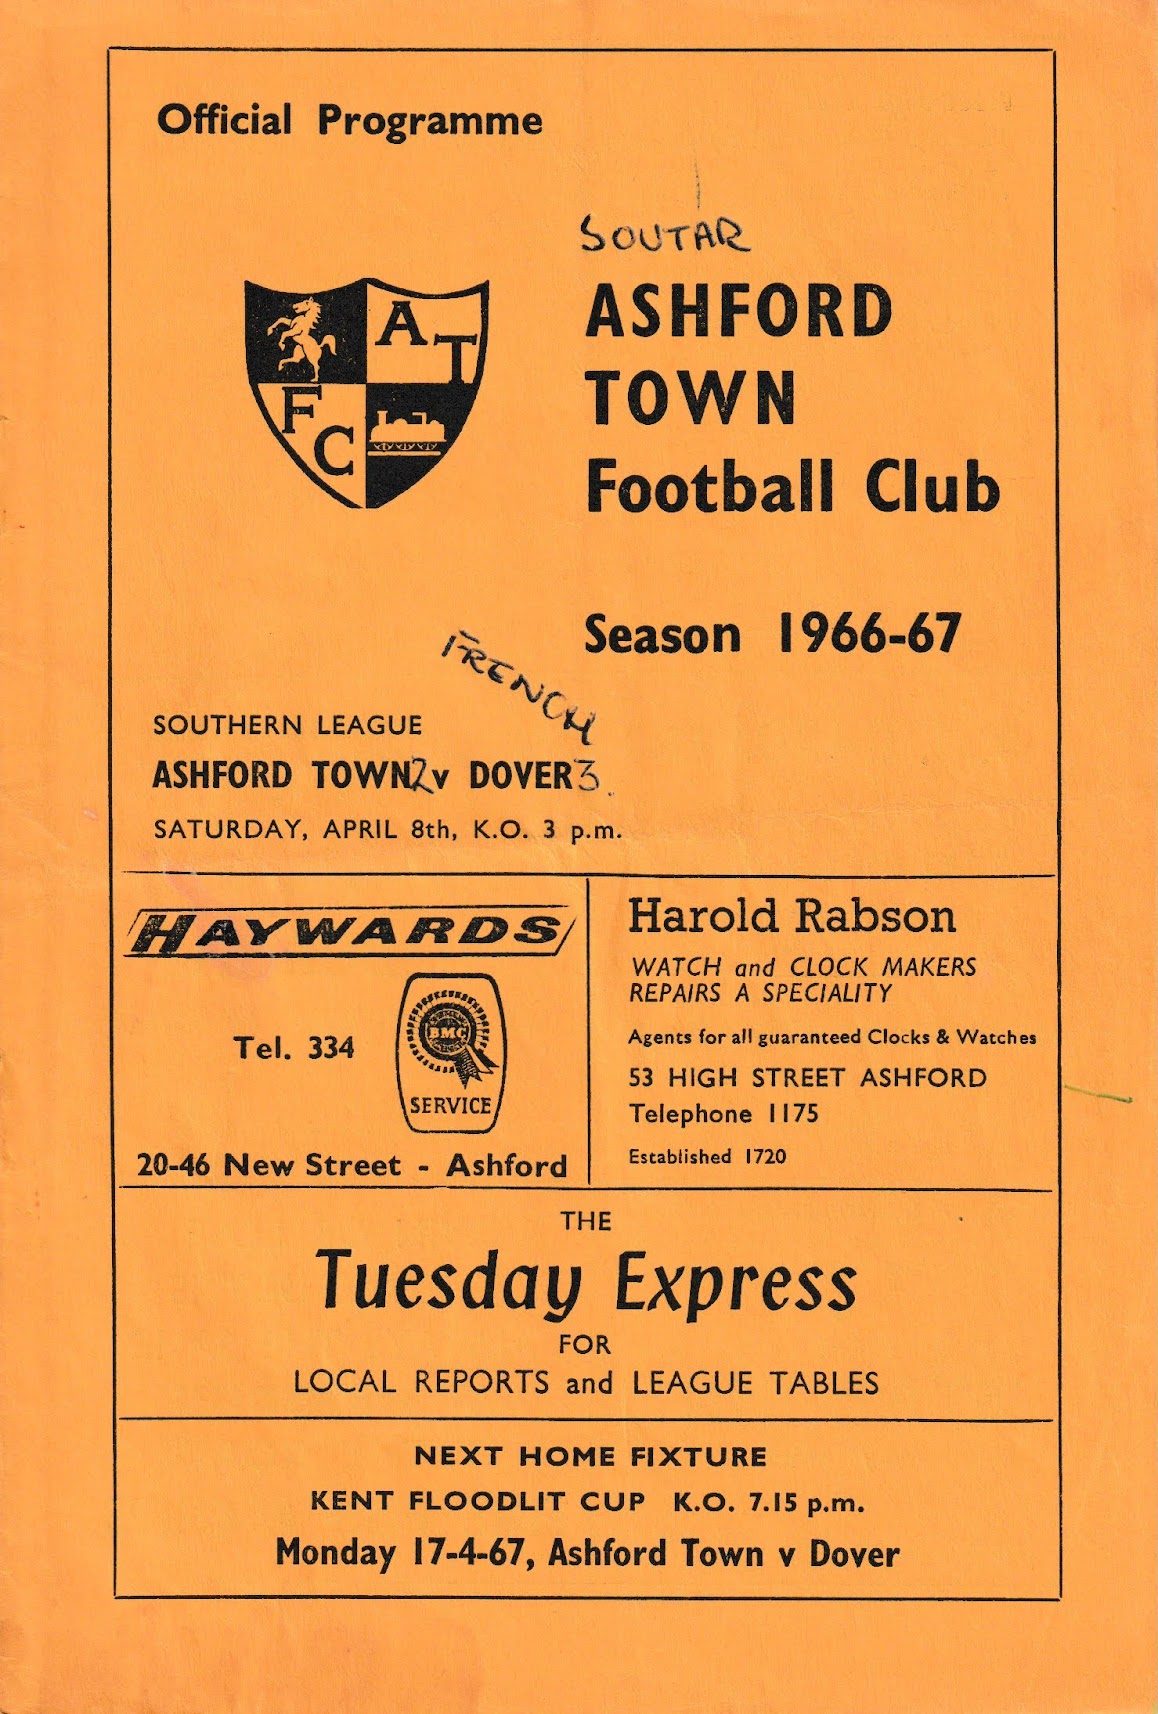 Official Programme
SOUTAR
A T
F C
ASHFORD
TOWN
Football Club
Season 1966-67
FRENCH
SOUTHERN LEAGUE
ASHFORD TOWN 2 v DOVER 3
SATURDAY, APRIL 8th, K.O. 3 p.m.
HAYWARDS
Tel. 334
BMC
SERVICE
20-46 New Street - Ashford
Harold Rabson
WATCH and CLOCK MAKERS
REPAIRS A SPECIALITY
Agents for all guaranteed Clocks & Watches
53 HIGH STREET ASHFORD
Telephone 1175
Established 1720
THE
Tuesday Express
FOR
LOCAL REPORTS and LEAGUE TABLES
NEXT HOME FIXTURE
KENT FLOODLIT CUP K.O. 7.15 p.m.
Monday 17-4-67, Ashford Town v Dover